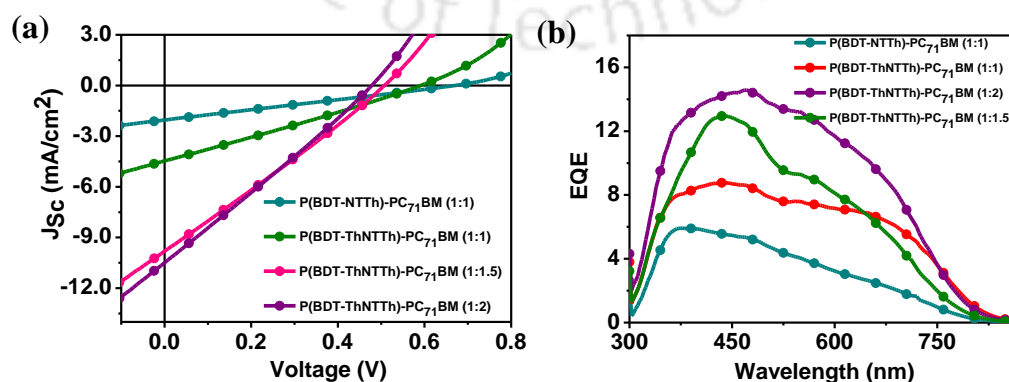 of Techno
(a)
3.0
0.0
-3.0
-6.0
-9.0
-12.0
JSc (mA/cm²)
P(BDT-NTTh)-PC71BM (1:1)
P(BDT-ThNTTh)-PC71BM (1:1)
P(BDT-ThNTTh)-PC71BM (1:1.5)
P(BDT-ThNTTh)-PC71BM (1:2)
0.0 0.2 0.4 0.6 0.8
Voltage (V)
(b)
16
12
8
4
0
EQE
P(BDT-NTTh)-PC71BM (1:1)
P(BDT-ThNTTh)-PC71BM (1:1)
P(BDT-ThNTTh)-PC71BM (1:2)
P(BDT-ThNTTh)-PC71BM (1:1.5
300 450 600 750
Wavelength (nm)